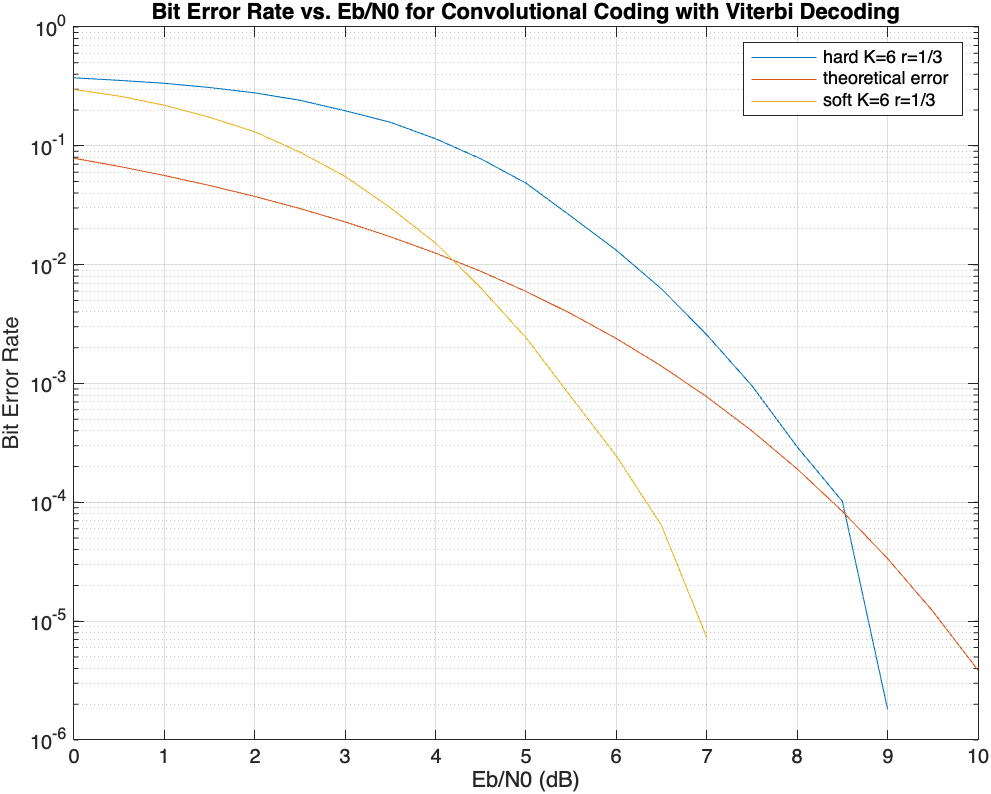 Bit Error Rate vs. Eb/N0 for Convolutional Coding with Viterbi Decoding
hard K=6 r=1/3
theoretical error
soft K=6 r=1/3
10^0
10^-1
10^-2
10^-3
10^-4
10^-5
10^-6
Bit Error Rate
0 1 2 3 4 5 6 7 8 9 10
Eb/N0 (dB)